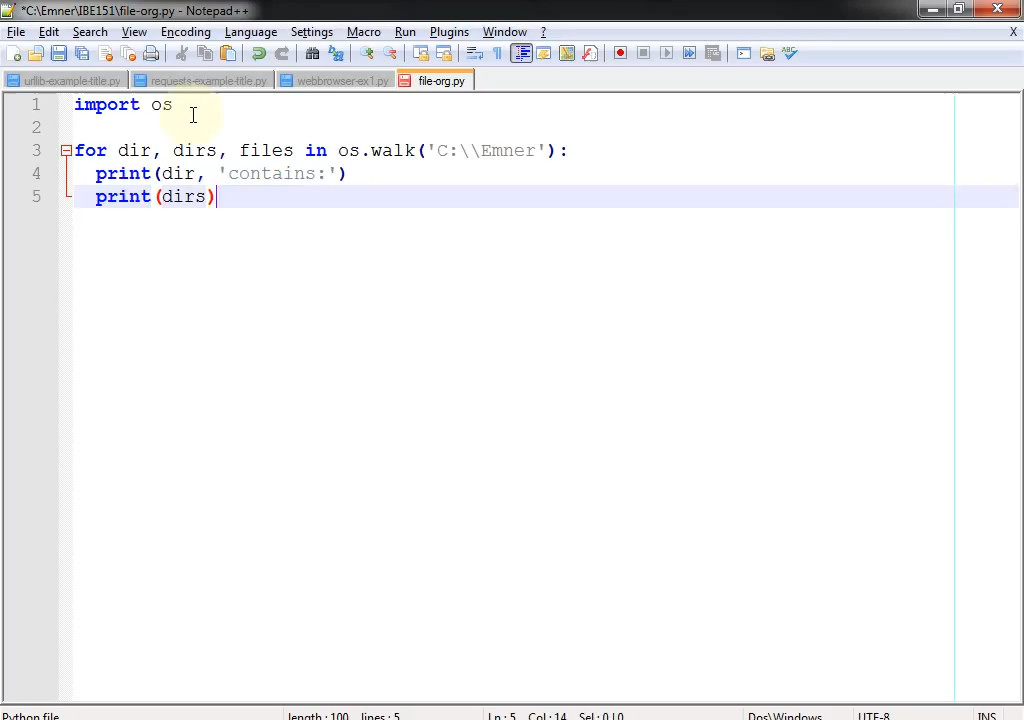 *C:\Emner\IBE151\file-org.py - Notepad++
File Edit Search View Encoding Language Settings Macro Run Plugins Window ? X
urllib-example-title.py requests-example-title.py webbrowser-ex1.py file-org.py
1 import os
2
3 for dir, dirs, files in os.walk('C:\\Emner'):
4 print(dir, 'contains:')
5 print(dirs)
Python file length : 100 lines : 5 Ln : 5 Col : 14 Sel : 0 | 0 Dos\Windows UTF-8 INS